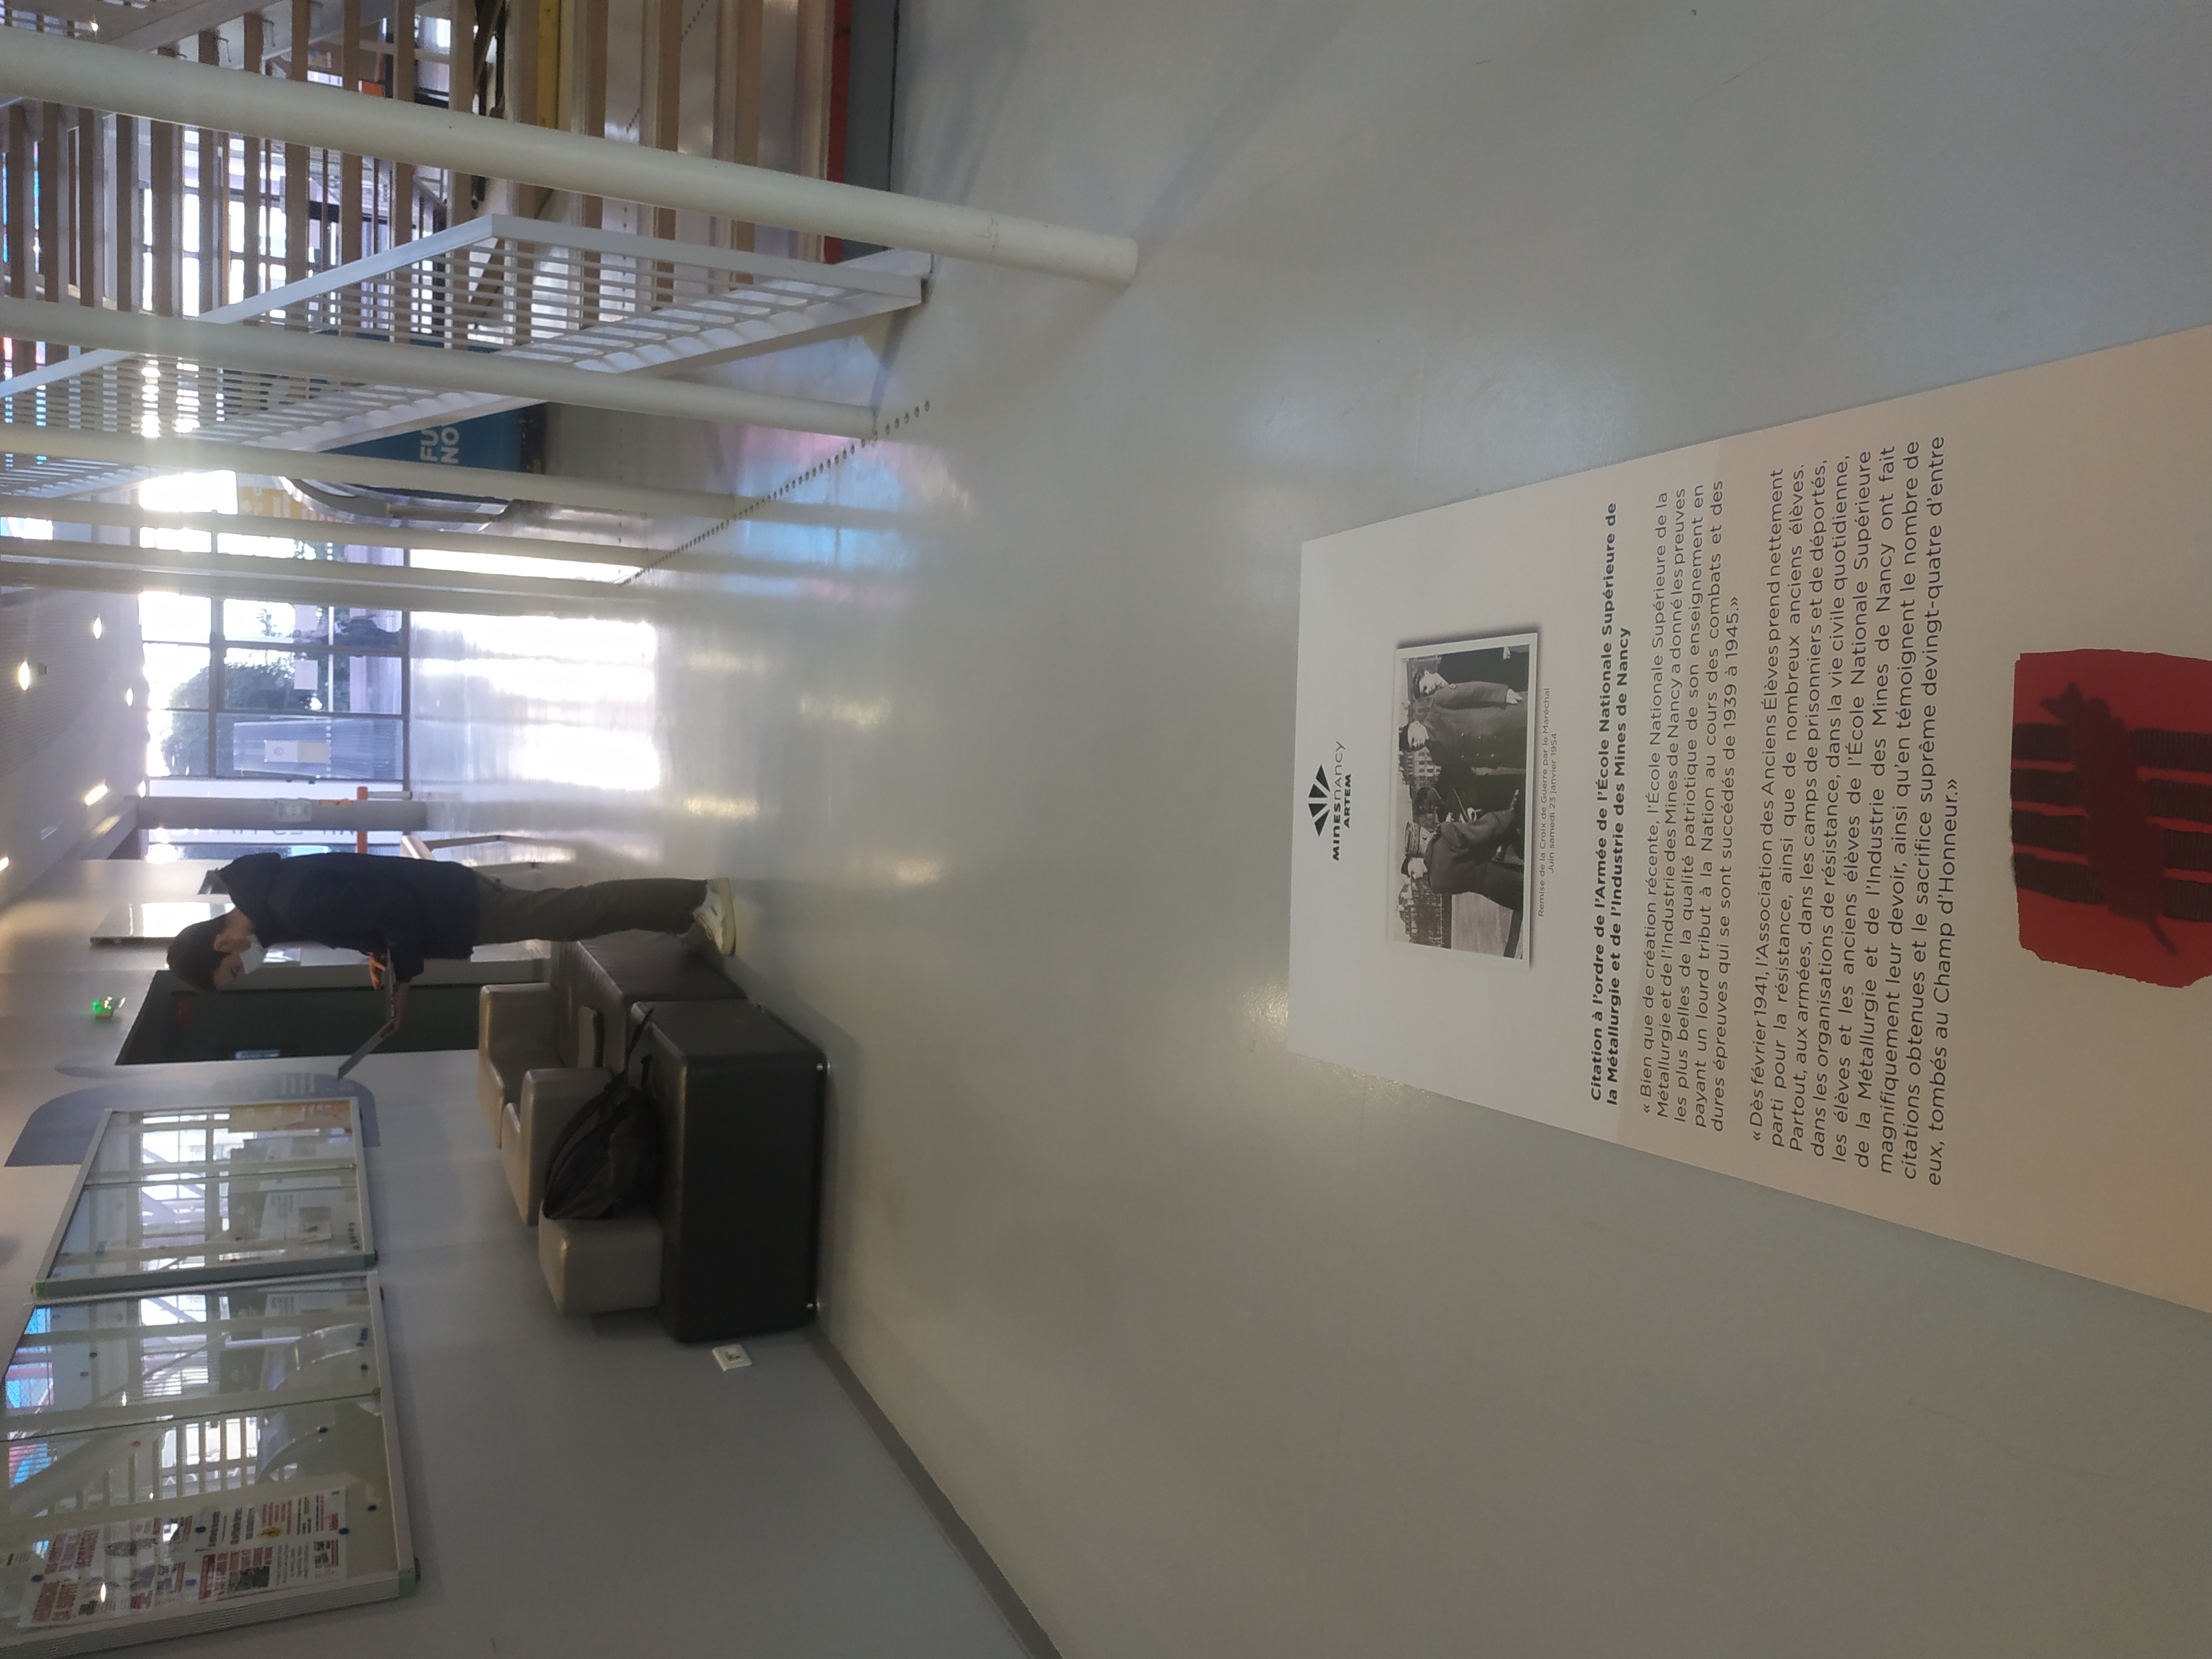 ÇA SUFFIT
FU
NO
MINESNANCY
ARTEM
Remise de la Croix de Guerre par le Maréchal
Juin samedi 23 janvier 1954
Citation à l'ordre de l'Armée de l'École Nationale Supérieure de
la Métallurgie et de l'Industrie des Mines de Nancy
« Bien que de création récente, l'École Nationale Supérieure de la
Métallurgie et de l'Industrie des Mines de Nancy a donné les preuves
les plus belles de la qualité patriotique de son enseignement en
payant un lourd tribut à la Nation au cours des combats et des
dures épreuves qui se sont succédés de 1939 à 1945.»
« Dès février 1941, l'Association des Anciens Élèves prend nettement
parti pour la résistance, ainsi que de nombreux anciens élèves.
Partout, aux armées, dans les camps de prisonniers et de déportés,
dans les organisations de résistance, dans la vie civile quotidienne,
les élèves et les anciens élèves de l'École Nationale Supérieure
de la Métallurgie et de l'Industrie des Mines de Nancy ont fait
magnifiquement leur devoir, ainsi qu'en témoignent le nombre de
citations obtenues et le sacrifice suprême devingt-quatre d'entre
eux, tombés au Champ d'Honneur.»